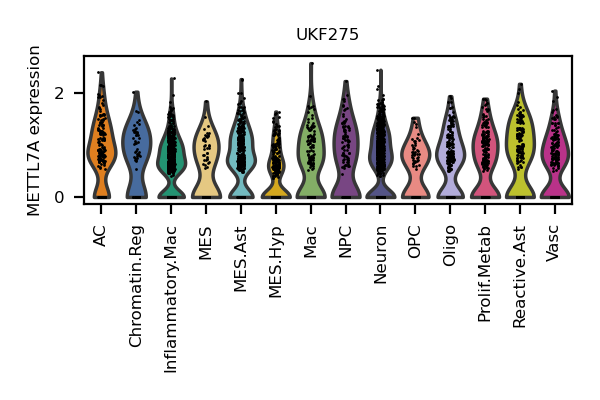 UKF275
METTL7A expression
2
0
AC
Chromatin.Reg
Inflammatory.Mac
MES
MES.Ast
MES.Hyp
Mac
NPC
Neuron
OPC
Oligo
Prolif.Metab
Reactive.Ast
Vasc